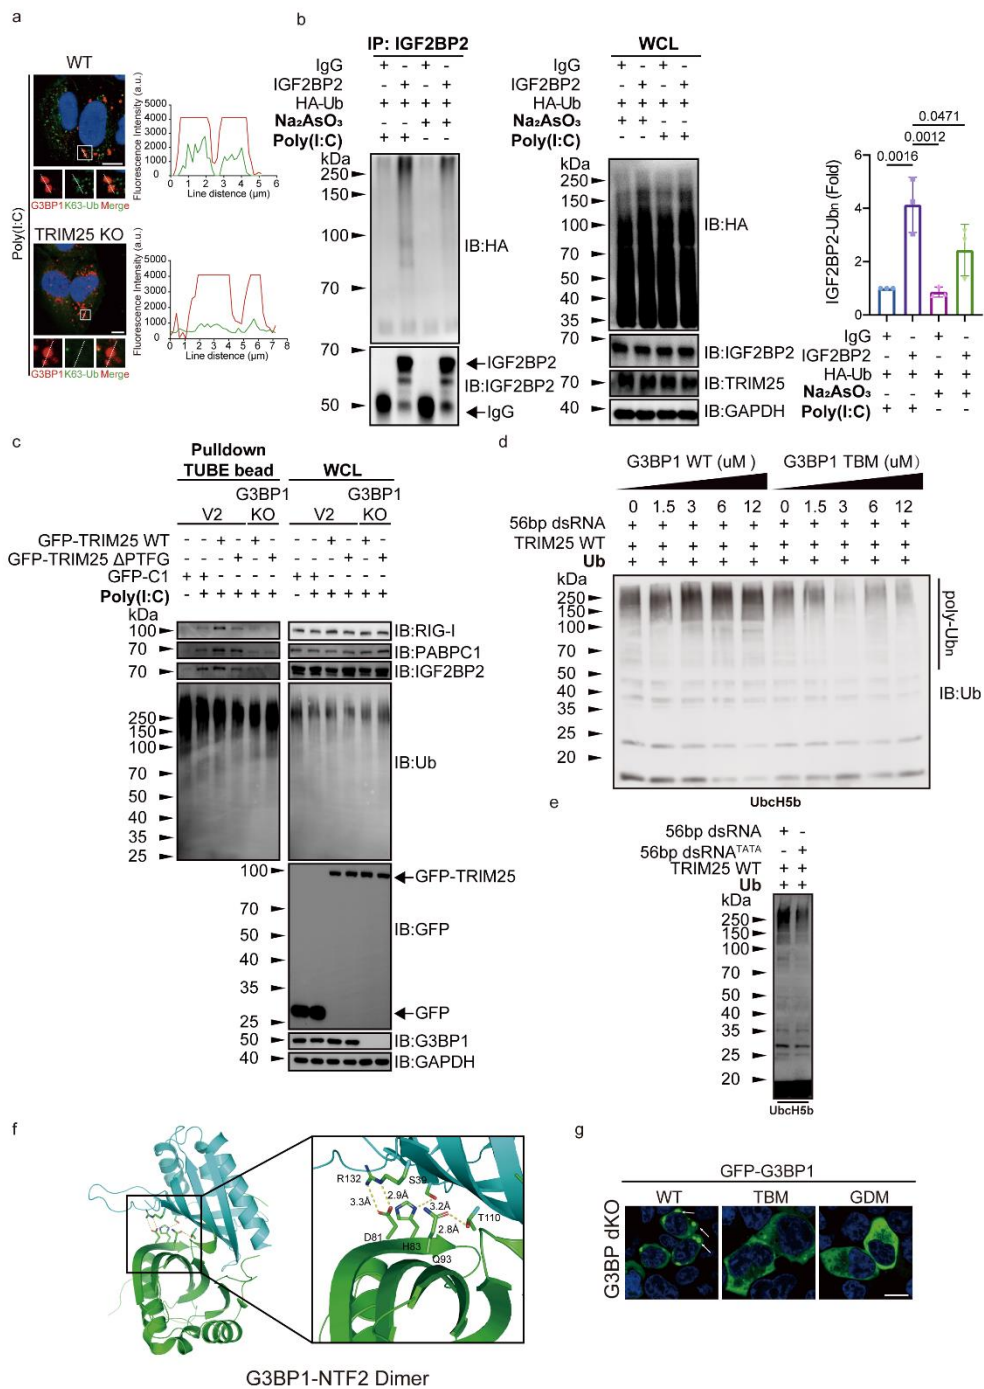 a
WT
Poly(I:C)
Fluorescence Intensity (a.u.)
5000
4000
3000
2000
1000
0
0 1 2 3 4 5 6
Line distence (μm)
G3BP1 K63-Ub Merge
TRIM25 KO
Fluorescence Intensity (a.u.)
5000
4000
3000
2000
1000
0
0 1 2 3 4 5 6 7 8
Line distence (μm)
G3BP1 K63-Ub Merge
b
IP: IGF2BP2
IgG + - + -
IGF2BP2 - + - +
HA-Ub + + + +
Na₂AsO₃ - - + +
Poly(I:C) + + - -
kDa
250
150
100
70
IB:HA
70
50
IGF2BP2
IB:IGF2BP2
IgG
WCL
IgG + - + -
IGF2BP2 - + - +
HA-Ub + + + +
Na₂AsO₃ + + - -
Poly(I:C) - - + +
kDa
250
150
100
70
50
40
35
IB:HA
70
IB:IGF2BP2
70
IB:TRIM25
40
IB:GAPDH
IGF2BP2-Ubn (Fold)
6
4
2
0
0.0471
0.0012
0.0016
IgG + - + -
IGF2BP2 - + - +
HA-Ub + + + +
Na₂AsO₃ - - + +
Poly(I:C) + + - -
c
Pulldown
TUBE bead WCL
G3BP1 G3BP1
V2 KO V2 KO
GFP-TRIM25 WT - - + - + - - - + - + -
GFP-TRIM25 ΔPTFG - - - + - + - - - + - +
GFP-C1 + + - - - - + + - - - -
Poly(I:C) - + + + + + - + + + + +
kDa
100
IB:RIG-I
70
IB:PABPC1
70
IB:IGF2BP2
250
150
100
70
50
40
35
25
IB:Ub
100
70
50
35
25
GFP-TRIM25
IB:GFP
GFP
50
IB:G3BP1
40
IB:GAPDH
d
G3BP1 WT (uM) G3BP1 TBM (uM)
0 1.5 3 6 12 0 1.5 3 6 12
56bp dsRNA + + + + + + + + + +
TRIM25 WT + + + + + + + + + +
Ub + + + + + + + + + +
kDa
250
150
100
70
50
40
35
25
20
poly-Ubn
IB:Ub
UbcH5b
e
56bp dsRNA + -
56bp dsRNAᵀᴬᵀᴬ - +
TRIM25 WT + +
Ub + +
kDa
250
150
100
70
50
40
35
25
20
UbcH5b
f
R132
S39
2.9Å
3.3Å
3.2Å
T110
D81
H83
2.8Å
Q93
G3BP1-NTF2 Dimer
g
GFP-G3BP1
WT TBM GDM
G3BP dKO